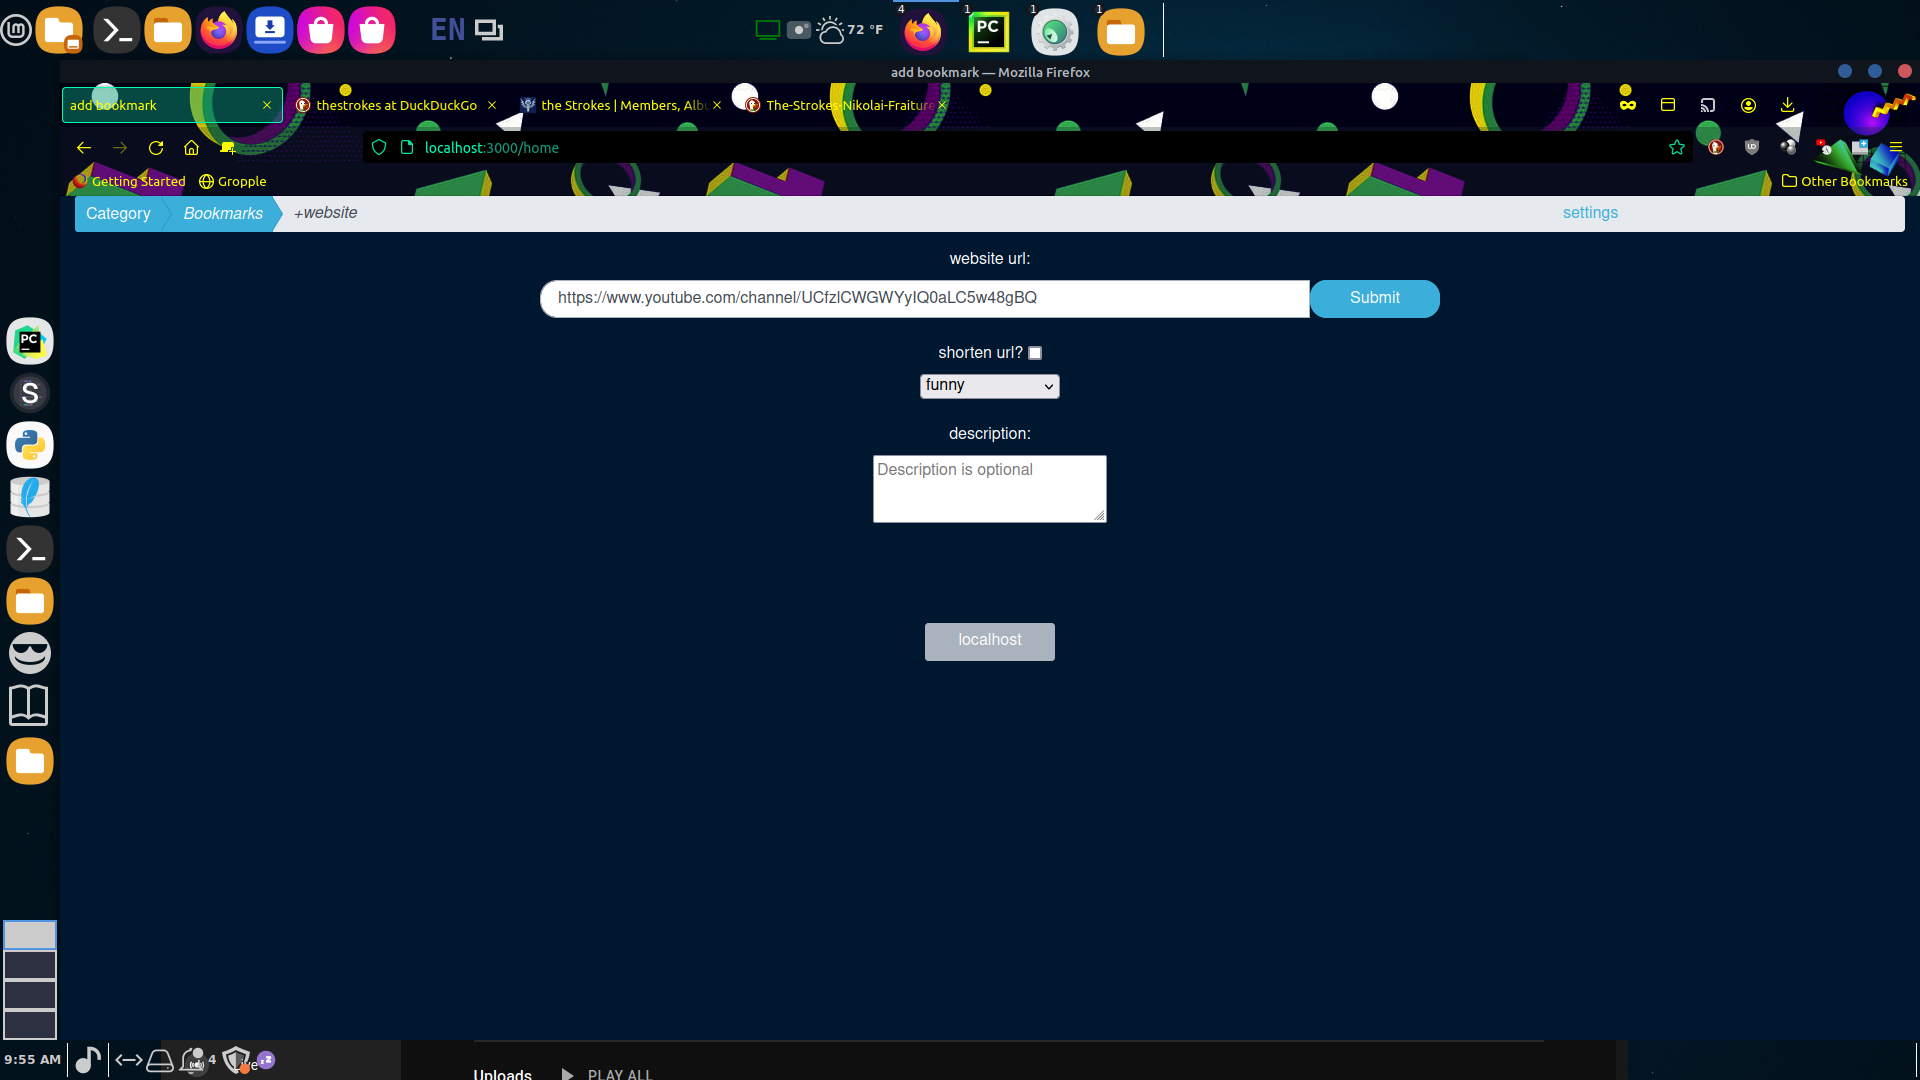 EN
72 °F
4
1
1
1
PC
add bookmark — Mozilla Firefox
add bookmark
thestrokes at DuckDuckGo
the Strokes | Members, Albu
The-Strokes-Nikolai-Fraiture
localhost:3000/home
Getting Started
Gropple
Other Bookmarks
Category
Bookmarks
+website
settings
website url:
https://www.youtube.com/channel/UCfzlCWGWYyIQ0aLC5w48gBQ
Submit
shorten url?
funny
PC
S
description:
Description is optional
localhost
9:55 AM
4
Uploads
PLAY ALL